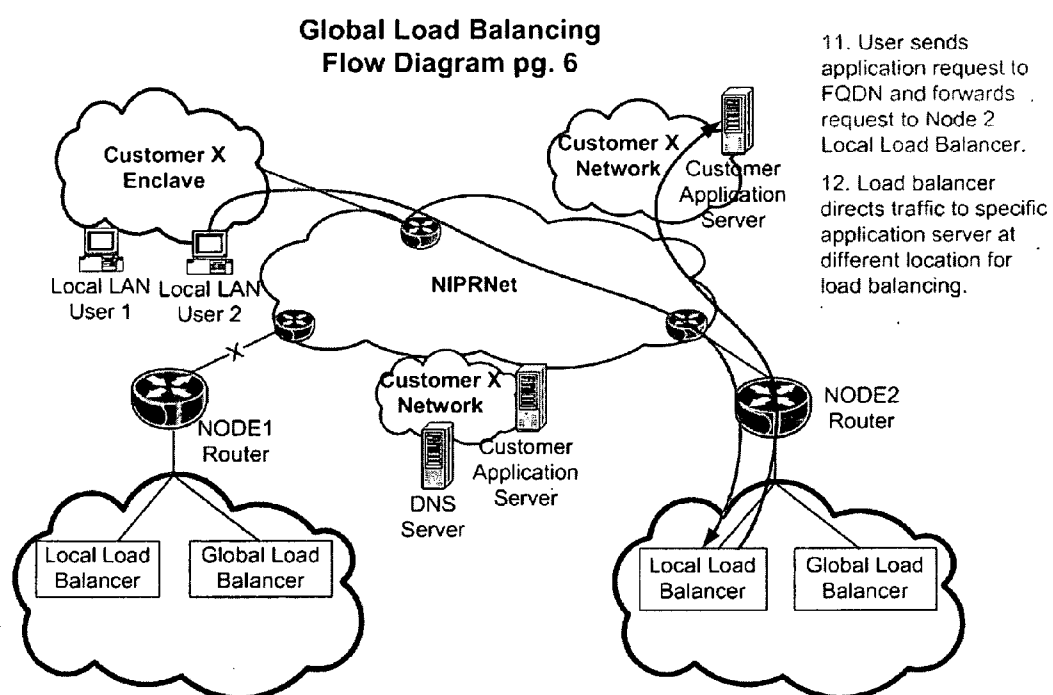 Global Load Balancing
Flow Diagram pg. 6
11. User sends
application request to
FQDN and forwards
request to Node 2
Local Load Balancer.
12. Load balancer
directs traffic to specific
application server at
different location for
load balancing.
Customer X
Enclave
Local LAN
User 1
Local LAN
User 2
Customer X
Network
Customer
Application
Server
NIPRNet
X
NODE1
Router
Customer X
Network
DNS
Server
Customer
Application
Server
NODE2
Router
Local Load
Balancer
Global Load
Balancer
Local Load
Balancer
Global Load
Balancer